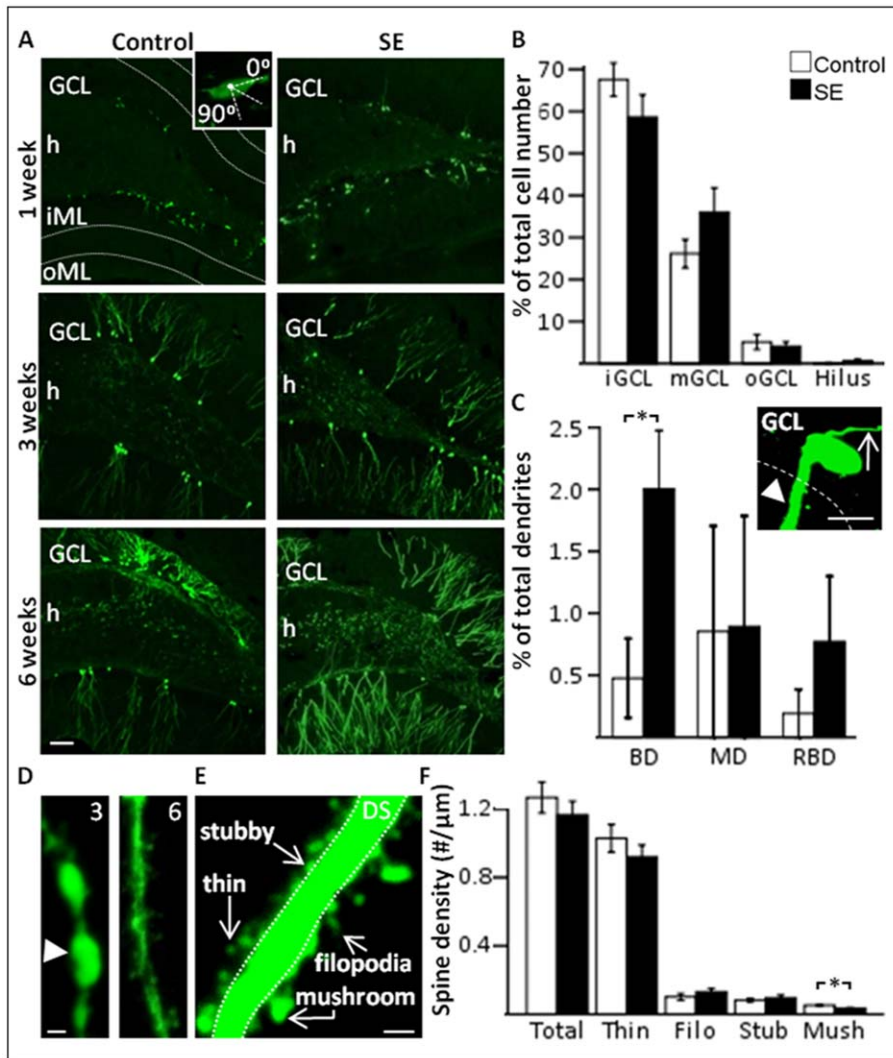 A
Control
SE
GCL
0º
90º
h
iML
oML
1 week
GCL
h
GCL
h
3 weeks
GCL
h
GCL
h
6 weeks
GCL
h
B
Control
SE
% of total cell number
70
60
50
40
30
20
10
iGCL mGCL oGCL Hilus
C
GCL
% of total dendrites
2.5
2.0
1.5
1.0
0.5
*
BD MD RBD
D
3
6
E
DS
stubby
thin
filopodia
mushroom
F
Spine density (#/µm)
1.2
0.8
0.4
*
Total Thin Filo Stub Mush